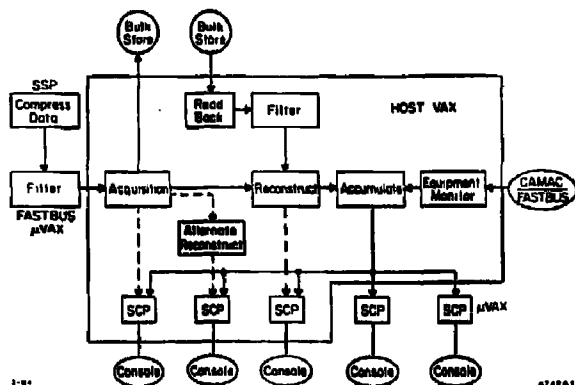 Bulk
Store
Bulk
Store
SSP
Compress
Data
Read
Back
Filter
HOST VAX
Filter
Acquisition
Reconstruct
Accumulate
Equipment
Monitor
CAMAC
FASTBUS
FASTBUS
μVAX
Alternate
Reconstruct
SCP
SCP
SCP
SCP
SCP
μVAX
Console
Console
Console
Console
Console